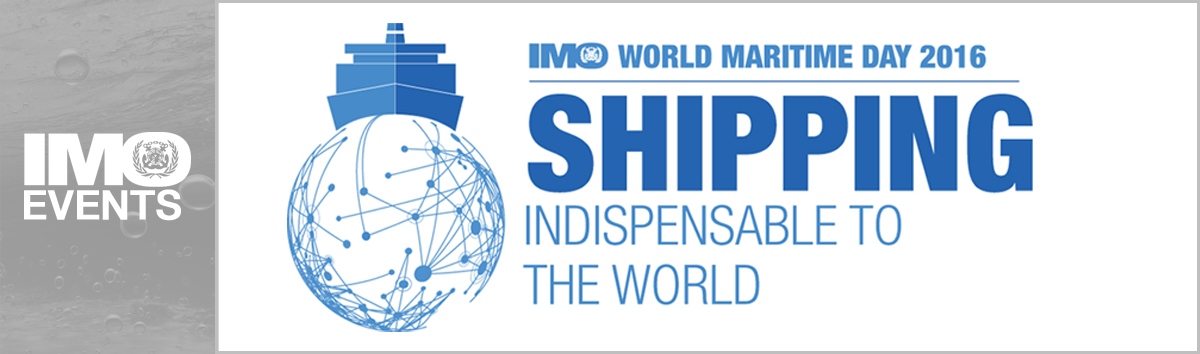 IMO
EVENTS
IMO WORLD MARITIME DAY 2016
SHIPPING
INDISPENSABLE TO
THE WORLD